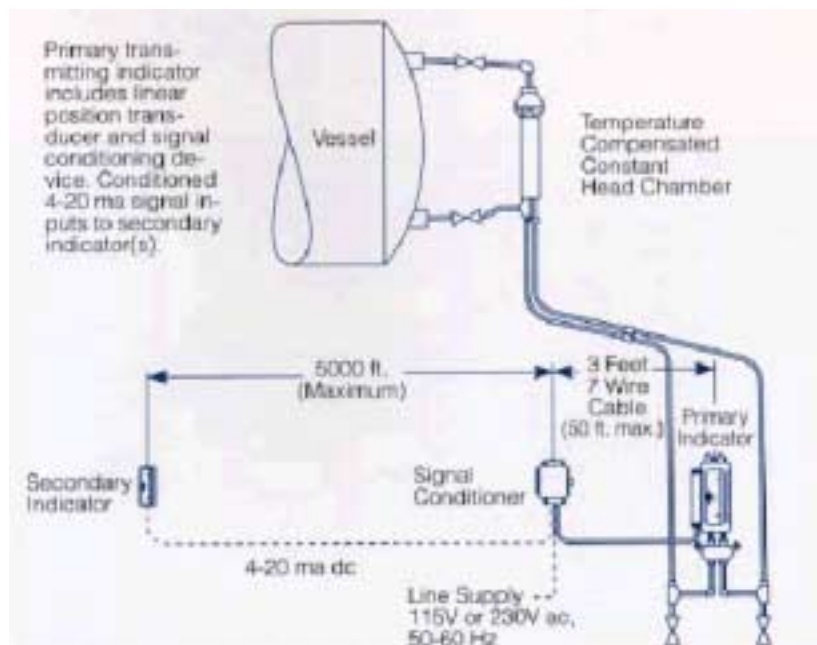 Primary trans-
mitting indicator
includes linear
position trans-
ducer and signal
conditioning de-
vice. Conditioned
4-20 ma signal in-
puts to secondary
indicator(s).
Vessel
Temperature
Compensated
Constant
Head Chamber
5000 ft.
(Maximum)
3 Feet
7 Wire
Cable
(50 ft. max.)
Primary
Indicator
Secondary
Indicator
Signal
Conditioner
4-20 ma dc
Line Supply
115V or 230V ac,
50-60 Hz